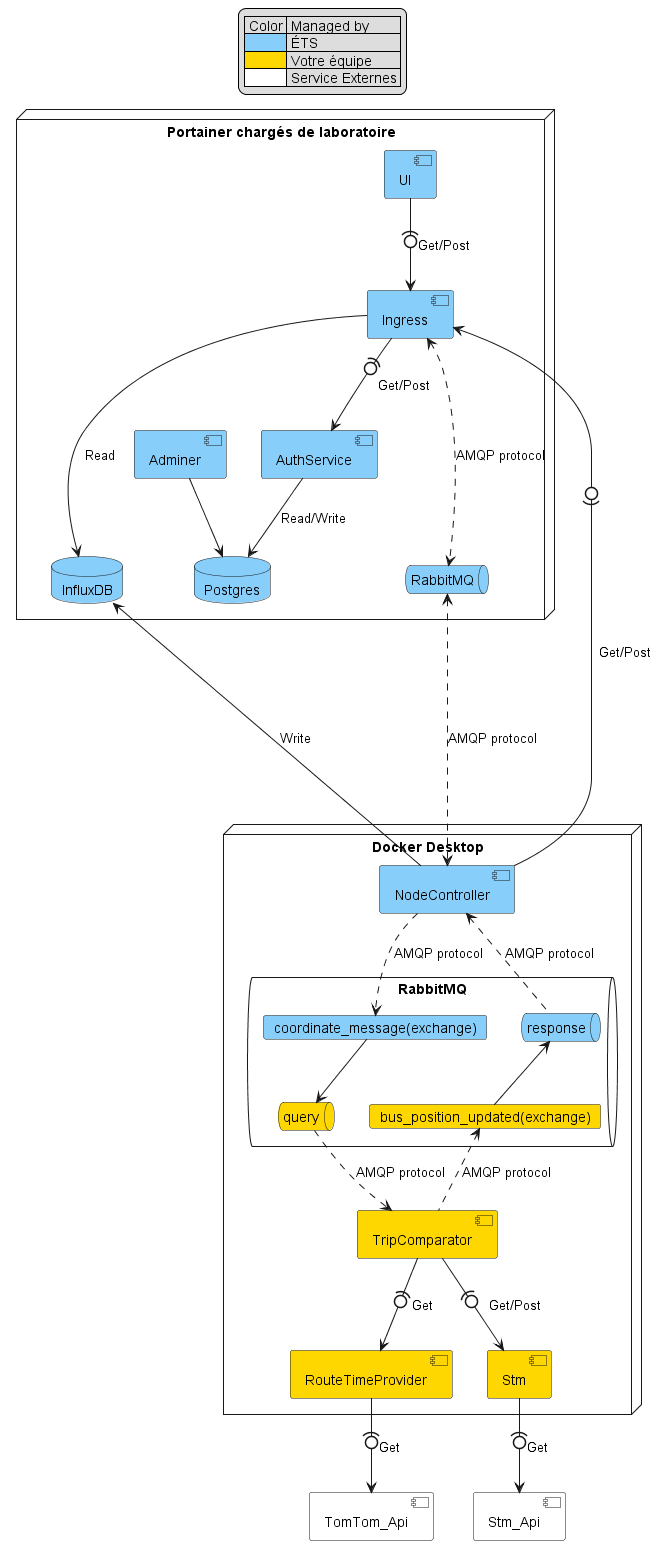 Color Managed by
ÉTS
Votre équipe
Service Externes
Portainer chargés de laboratoire
UI
Get/Post
Ingress
Get/Post
Read
AMQP protocol
Adminer
AuthService
Read/Write
InfluxDB
Postgres
RabbitMQ
Get/Post
Write
AMQP protocol
Docker Desktop
NodeController
AMQP protocol
AMQP protocol
RabbitMQ
coordinate_message(exchange)
response
query
bus_position_updated(exchange)
AMQP protocol
AMQP protocol
TripComparator
Get
Get/Post
RouteTimeProvider
Stm
Get
Get
TomTom_Api
Stm_Api